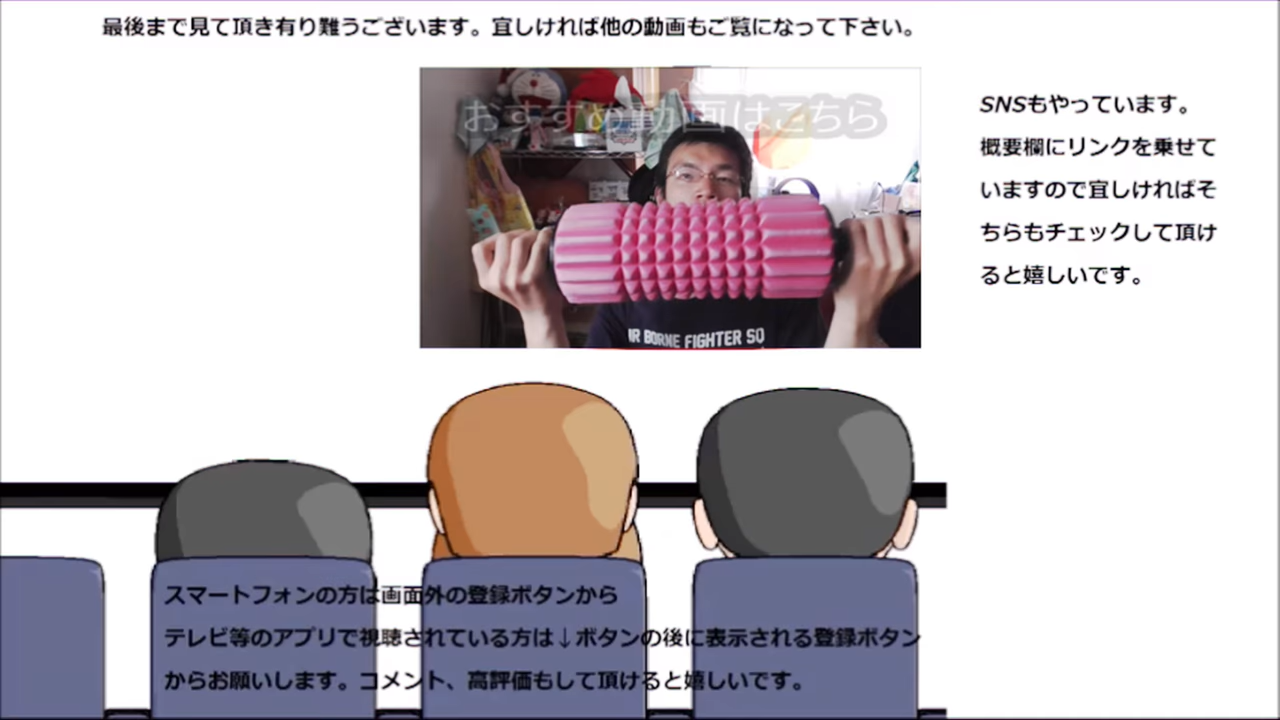 最後まで見て頂き有り難うございます。宜しければ他の動画もご覧になって下さい。
おすすめ動画はこちら
SNSもやっています。
概要欄にリンクを乗せて
いますので宜しければそ
ちらもチェックして頂け
ると嬉しいです。
IR BORNE FIGHTER SQ
スマートフォンの方は画面外の登録ボタンから
テレビ等のアプリで視聴されている方は↓ボタンの後に表示される登録ボタン
からお願いします。コメント、高評価もして頂けると嬉しいです。